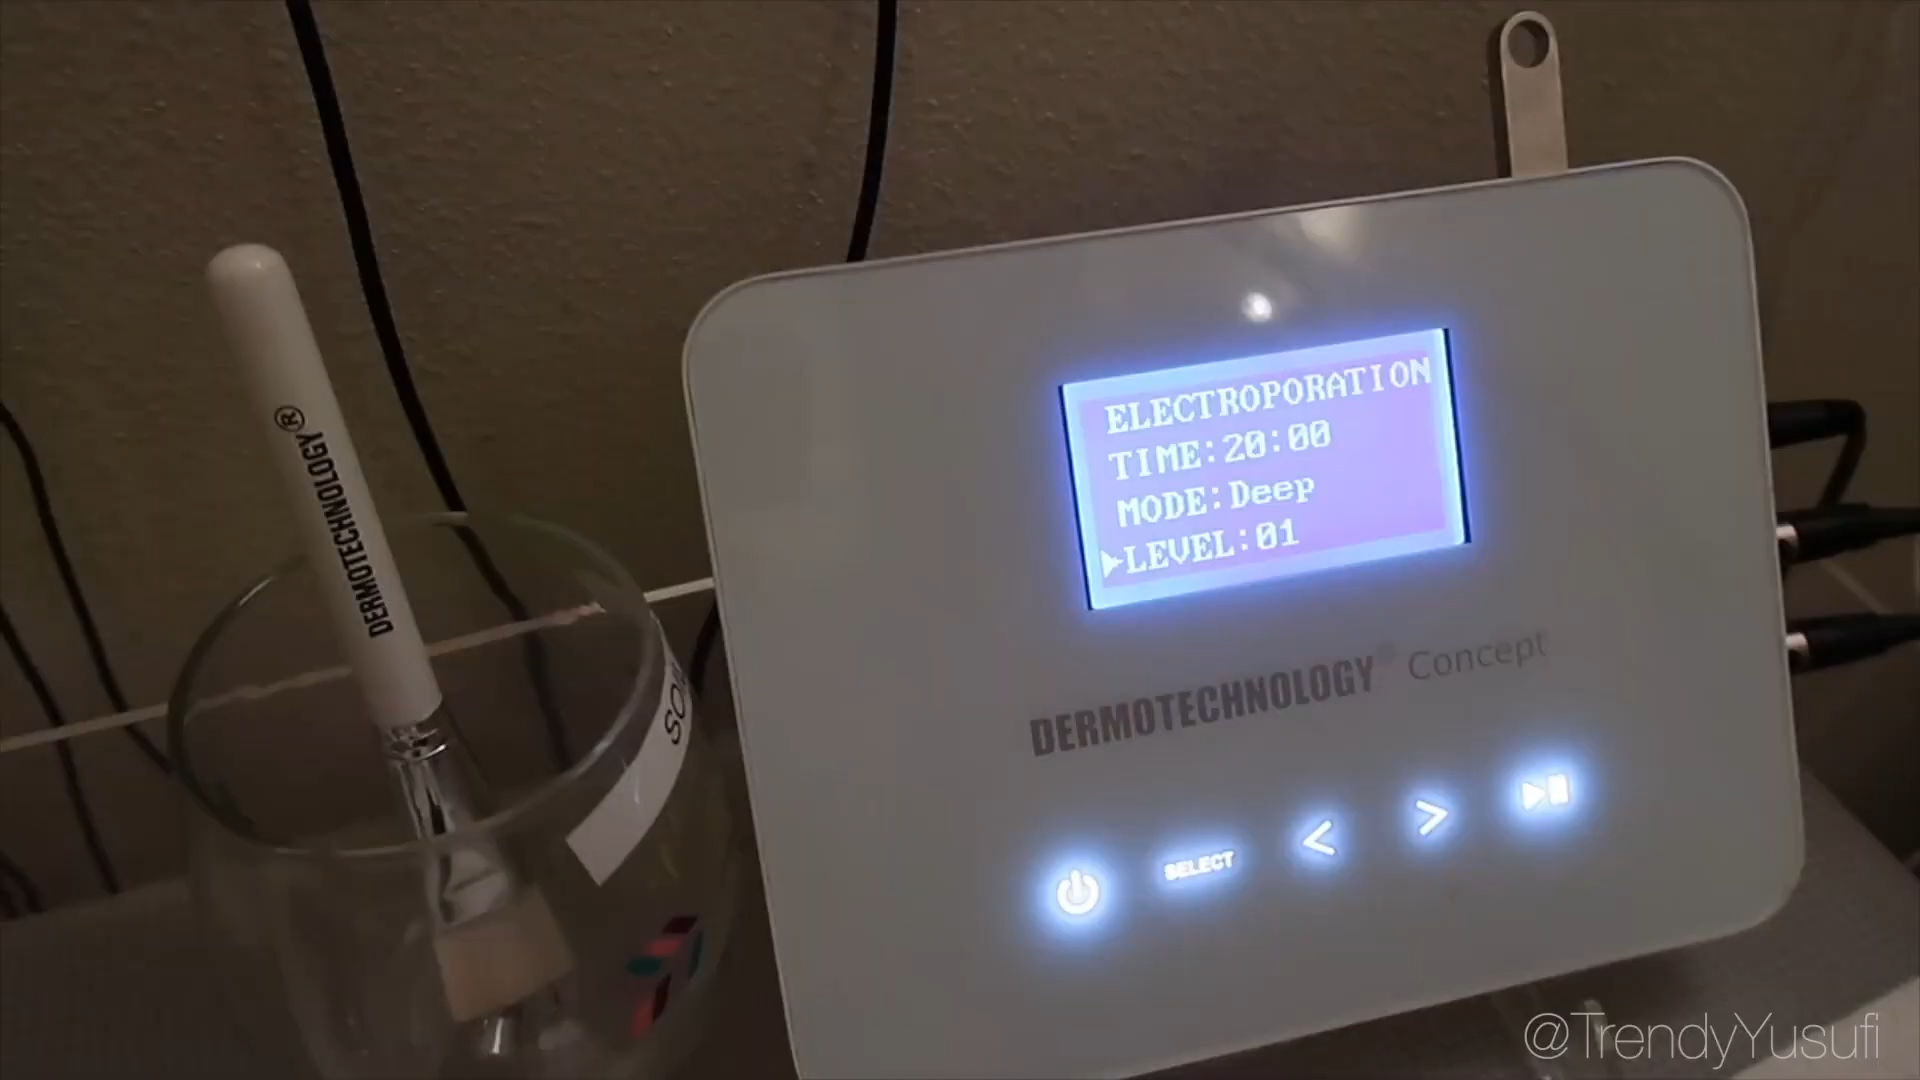 ELECTROPORATION
TIME:20:00
MODE:Deep
▶LEVEL:01
DERMOTECHNOLOGY® Concept
SELECT
DERMOTECHNOLOGY®
@TrendyYusufi